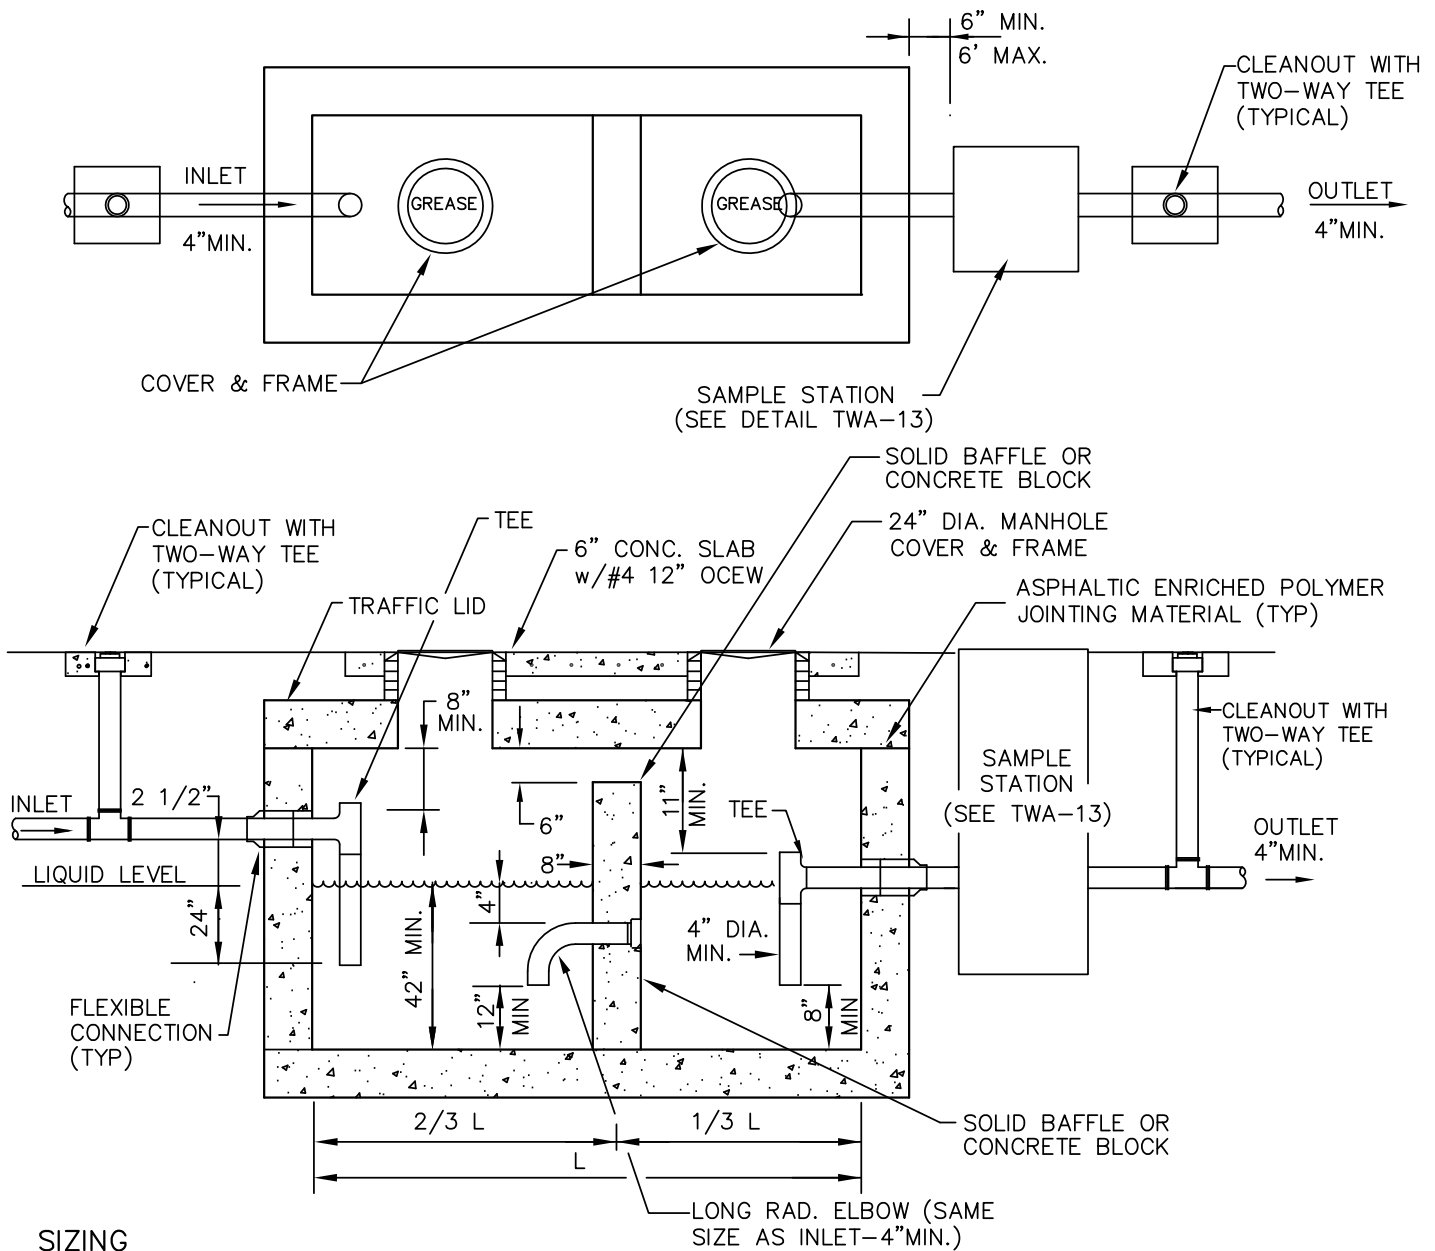 6" MIN.
6' MAX.
CLEANOUT WITH
TWO-WAY TEE
(TYPICAL)
INLET
4"MIN.
GREASE
GREASE
OUTLET
4"MIN.
COVER & FRAME
SAMPLE STATION
(SEE DETAIL TWA-13)
SOLID BAFFLE OR
CONCRETE BLOCK
CLEANOUT WITH
TWO-WAY TEE
(TYPICAL)
TEE
6" CONC. SLAB
w/#4 12" OCEW
24" DIA. MANHOLE
COVER & FRAME
TRAFFIC LID
ASPHALTIC ENRICHED POLYMER
JOINTING MATERIAL (TYP)
8"
MIN.
CLEANOUT WITH
TWO-WAY TEE
(TYPICAL)
SAMPLE
STATION
(SEE TWA-13)
INLET
2 1/2"
6"
11"
MIN.
TEE
OUTLET
4"MIN.
LIQUID LEVEL
8"
24"
42" MIN.
4"
4" DIA.
MIN.
12"
MIN
8"
MIN
FLEXIBLE
CONNECTION
(TYP)
2/3 L
1/3 L
L
SOLID BAFFLE OR
CONCRETE BLOCK
LONG RAD. ELBOW (SAME
SIZE AS INLET-4"MIN.)
SIZING